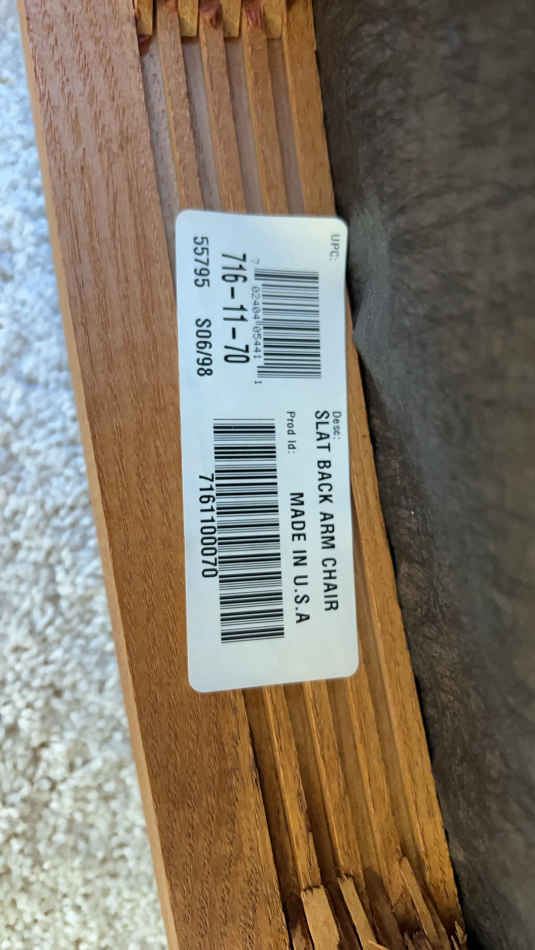 UPC:
7 02404 05441 1
716-11-70
55795 S06/98
Desc:
SLAT BACK ARM CHAIR
MADE IN U.S.A
Prod Id:
7161100070